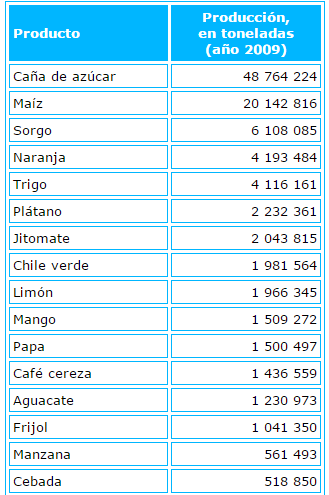 Producto
Producción,
en toneladas
(año 2009)
Caña de azúcar 48 764 224
Maíz 20 142 816
Sorgo 6 108 085
Naranja 4 193 484
Trigo 4 116 161
Plátano 2 232 361
Jitomate 2 043 815
Chile verde 1 981 564
Limón 1 966 345
Mango 1 509 272
Papa 1 500 497
Café cereza 1 436 559
Aguacate 1 230 973
Frijol 1 041 350
Manzana 561 493
Cebada 518 850